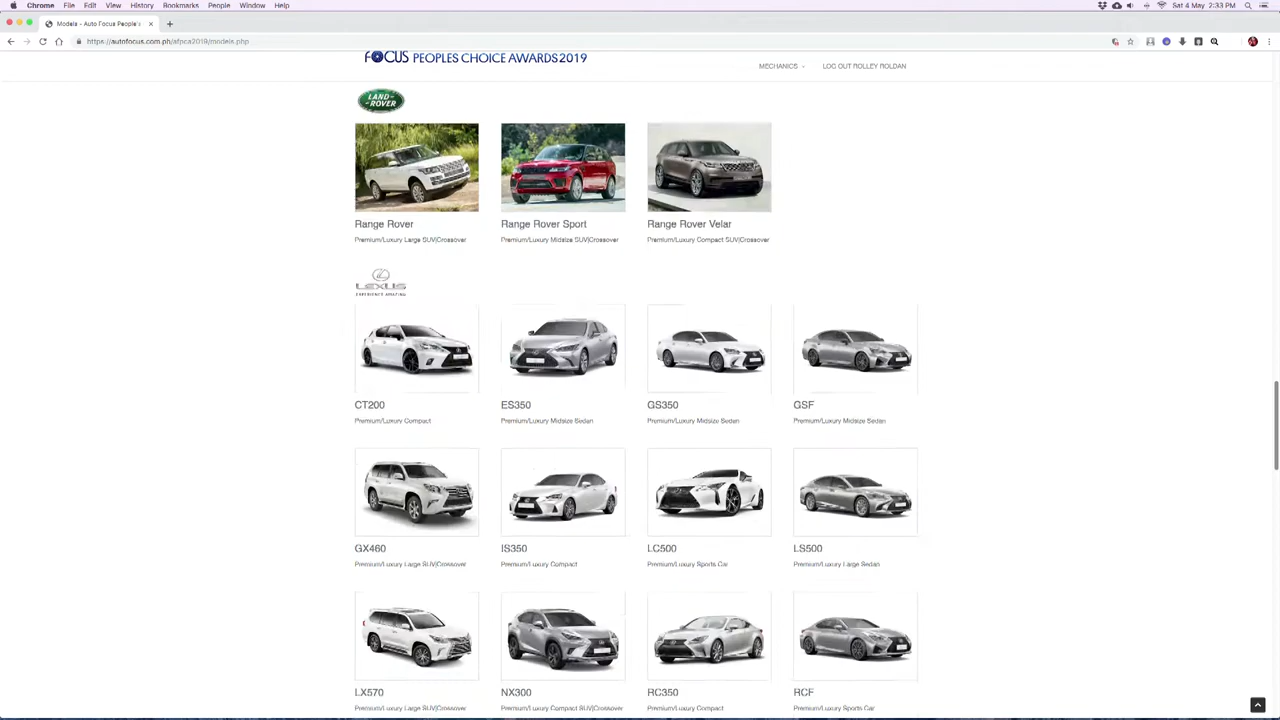 Chrome File Edit View History Bookmarks People Window Help Sat 4 May 2:33 PM
Models - Auto Focus People's
https://autofocus.com.ph/afpca2019/models.php
FOCUS PEOPLES CHOICE AWARDS 2019
MECHANICS LOG OUT ROLLEY ROLDAN
LAND-ROVER
Range Rover Range Rover Sport Range Rover Velar
Premium/Luxury Large SUV|Crossover Premium/Luxury Midsize SUV|Crossover Premium/Luxury Compact SUV|Crossover
LEXUS
EXPERIENCE AMAZING
CT200 ES350 GS350 GSF
Premium/Luxury Compact Premium/Luxury Midsize Sedan Premium/Luxury Midsize Sedan Premium/Luxury Midsize Sedan
GX460 IS350 LC500 LS500
Premium/Luxury Large SUV|Crossover Premium/Luxury Compact Premium/Luxury Sports Car Premium/Luxury Large Sedan
LX570 NX300 RC350 RCF
Premium/Luxury Large SUV|Crossover Premium/Luxury Compact SUV|Crossover Premium/Luxury Compact Premium/Luxury Sports Car